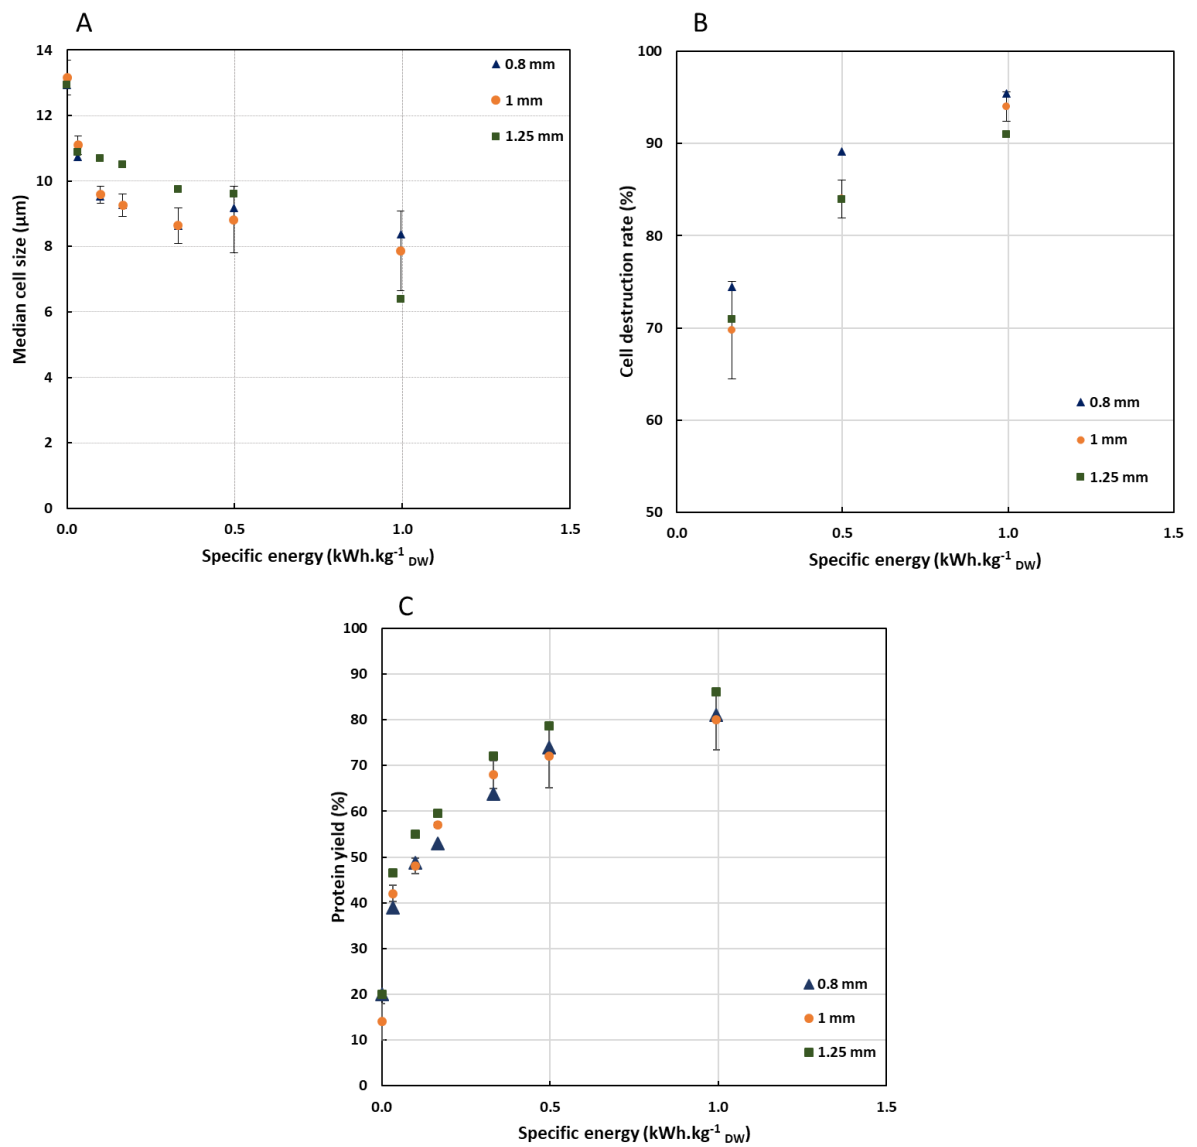 A
14
12
10
8
6
4
2
0
0.0
0.5
1.0
1.5
Median cell size (µm)
Specific energy (kWh.kg⁻¹ DW)
0.8 mm
1 mm
1.25 mm
B
100
90
80
70
60
50
0.0
0.5
1.0
1.5
Cell destruction rate (%)
Specific energy (kWh.kg⁻¹ DW)
0.8 mm
1 mm
1.25 mm
C
100
90
80
70
60
50
40
30
20
10
0
0.0
0.5
1.0
1.5
Protein yield (%)
Specific energy (kWh.kg⁻¹ DW)
0.8 mm
1 mm
1.25 mm